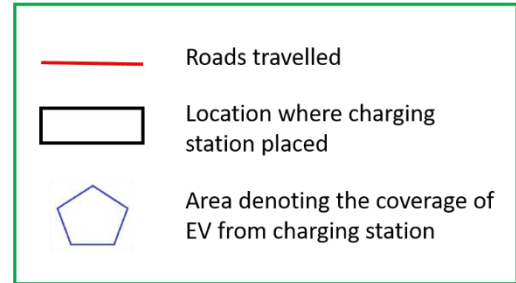 Roads travelled
Location where charging
station placed
Area denoting the coverage of
EV from charging station